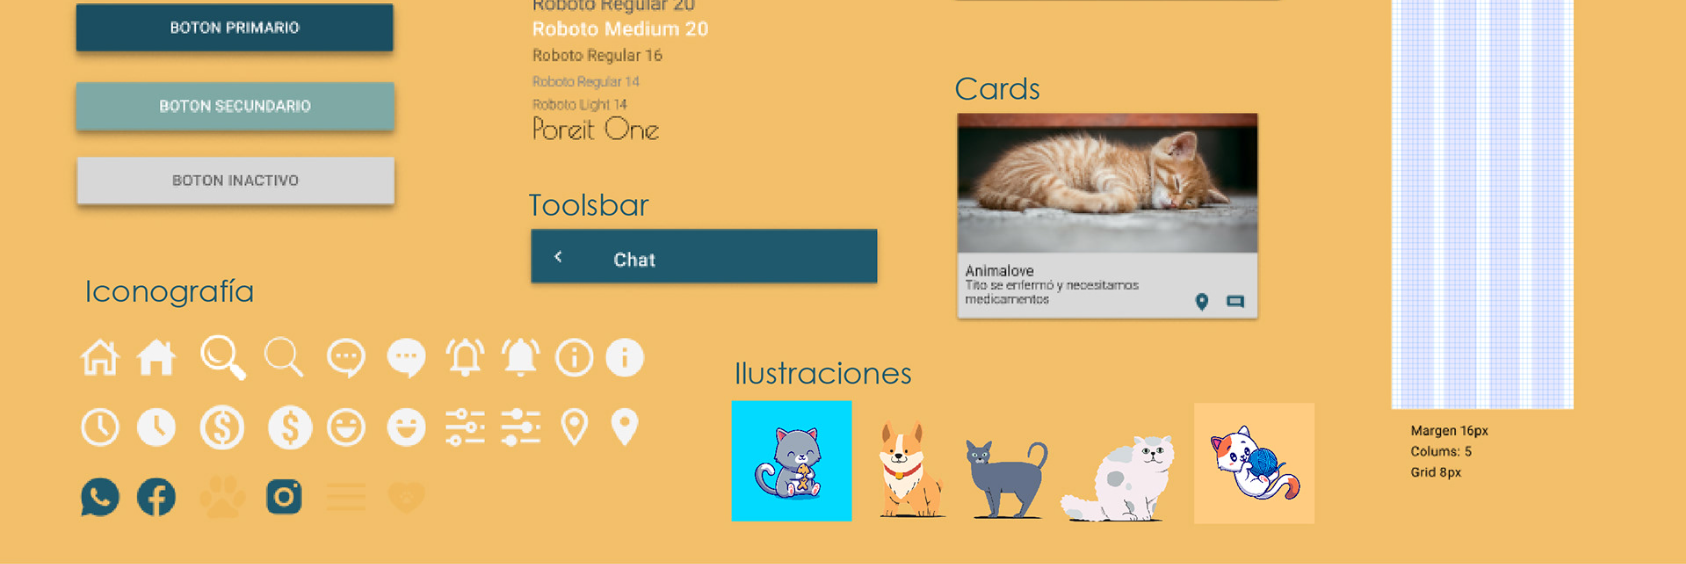 BOTON PRIMARIO
BOTON SECUNDARIO
BOTON INACTIVO
Iconografía
Roboto Regular 20
Roboto Medium 20
Roboto Regular 16
Roboto Regular 14
Roboto Light 14
Poreit One
Toolsbar
Chat
Cards
Animalove
Tito se enfermó y necesitamos
medicamentos
Ilustraciones
Margen 16px
Colums: 5
Grid 8px